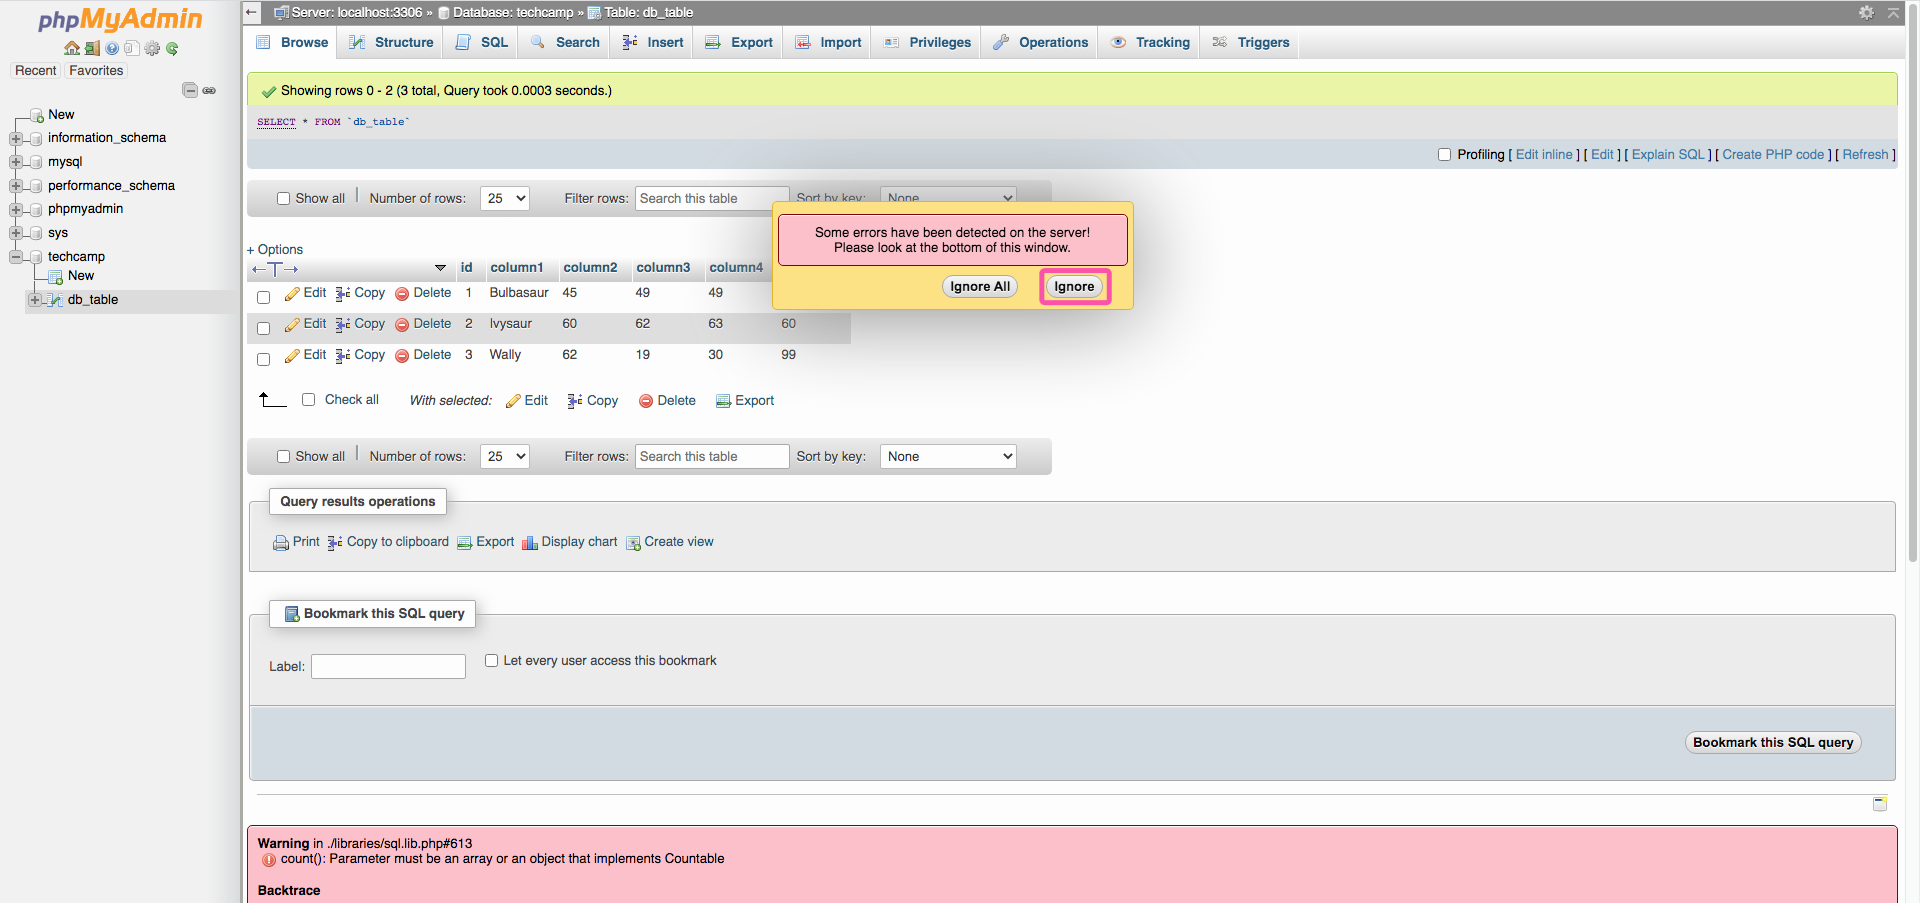 phpMyAdmin
Recent Favorites
New
information_schema
mysql
performance_schema
phpmyadmin
sys
techcamp
New
db_table
Server: localhost:3306 » Database: techcamp » Table: db_table
Browse Structure SQL Search Insert Export Import Privileges Operations Tracking Triggers
Showing rows 0 - 2 (3 total, Query took 0.0003 seconds.)
SELECT * FROM `db_table`
Profiling [ Edit inline ] [ Edit ] [ Explain SQL ] [ Create PHP code ] [ Refresh ]
Show all Number of rows: 25 Filter rows: Search this table Sort by key: None
Some errors have been detected on the server!
Please look at the bottom of this window.
Ignore All Ignore
+ Options
id column1 column2 column3 column4
Edit Copy Delete 1 Bulbasaur 45 49 49
Edit Copy Delete 2 Ivysaur 60 62 63 60
Edit Copy Delete 3 Wally 62 19 30 99
Check all With selected: Edit Copy Delete Export
Show all Number of rows: 25 Filter rows: Search this table Sort by key: None
Query results operations
Print Copy to clipboard Export Display chart Create view
Bookmark this SQL query
Label: Let every user access this bookmark
Bookmark this SQL query
Warning in ./libraries/sql.lib.php#613
count(): Parameter must be an array or an object that implements Countable
Backtrace